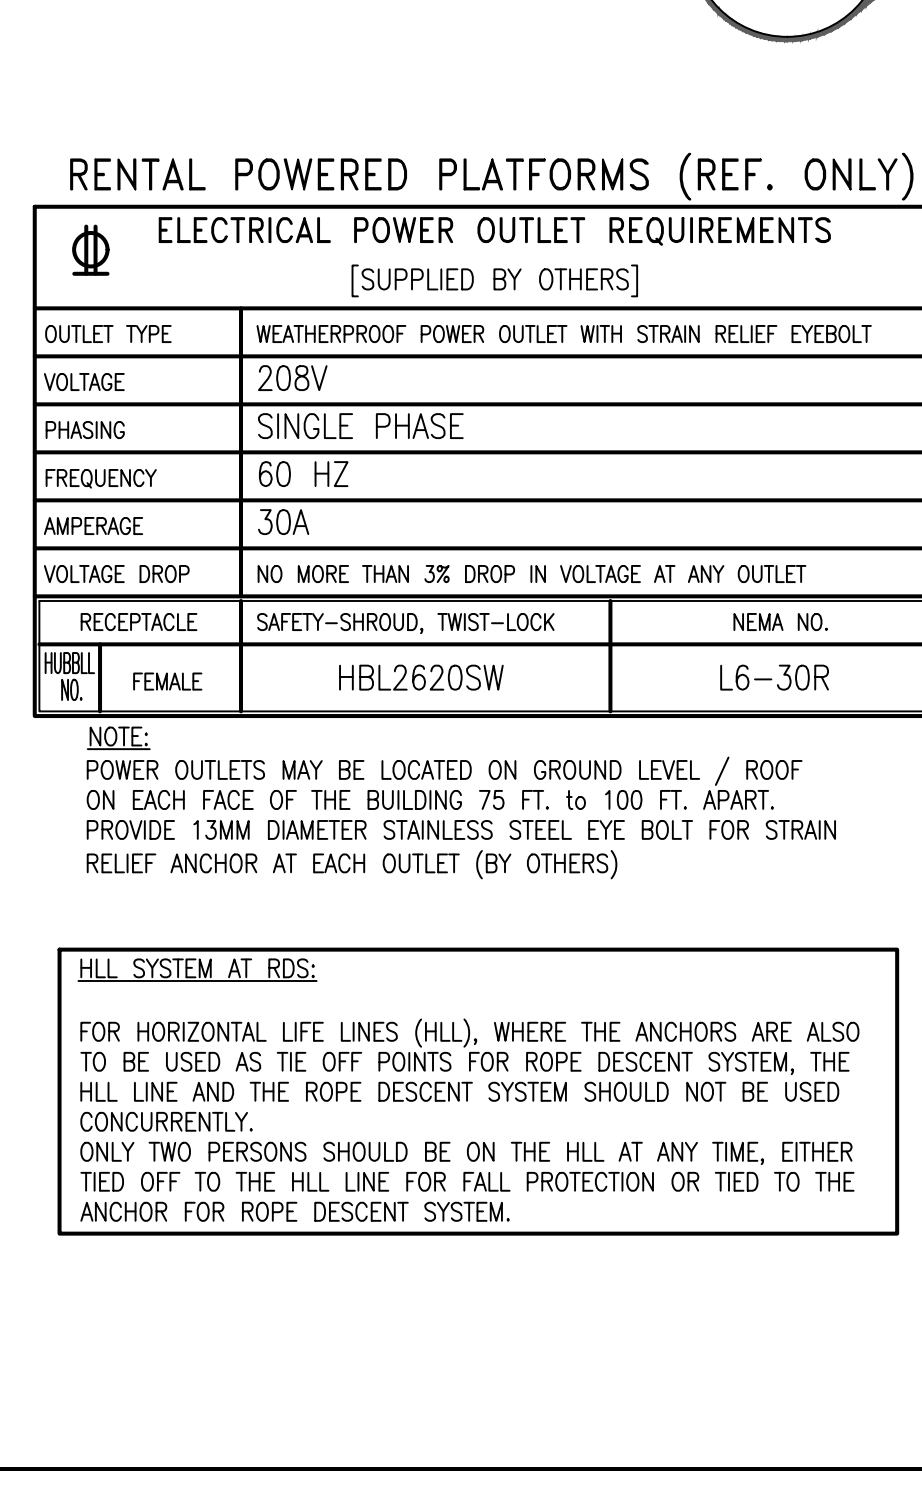 RENTAL POWERED PLATFORMS (REF. ONLY)
ELECTRICAL POWER OUTLET REQUIREMENTS
[SUPPLIED BY OTHERS]
OUTLET TYPE WEATHERPROOF POWER OUTLET WITH STRAIN RELIEF EYEBOLT
VOLTAGE 208V
PHASING SINGLE PHASE
FREQUENCY 60 HZ
AMPERAGE 30A
VOLTAGE DROP NO MORE THAN 3% DROP IN VOLTAGE AT ANY OUTLET
RECEPTACLE SAFETY-SHROUD, TWIST-LOCK NEMA NO.
HUBBLL
NO. FEMALE HBL2620SW L6-30R
NOTE:
POWER OUTLETS MAY BE LOCATED ON GROUND LEVEL / ROOF
ON EACH FACE OF THE BUILDING 75 FT. to 100 FT. APART.
PROVIDE 13MM DIAMETER STAINLESS STEEL EYE BOLT FOR STRAIN
RELIEF ANCHOR AT EACH OUTLET (BY OTHERS)
HLL SYSTEM AT RDS:
FOR HORIZONTAL LIFE LINES (HLL), WHERE THE ANCHORS ARE ALSO
TO BE USED AS TIE OFF POINTS FOR ROPE DESCENT SYSTEM, THE
HLL LINE AND THE ROPE DESCENT SYSTEM SHOULD NOT BE USED
CONCURRENTLY.
ONLY TWO PERSONS SHOULD BE ON THE HLL AT ANY TIME, EITHER
TIED OFF TO THE HLL LINE FOR FALL PROTECTION OR TIED TO THE
ANCHOR FOR ROPE DESCENT SYSTEM.